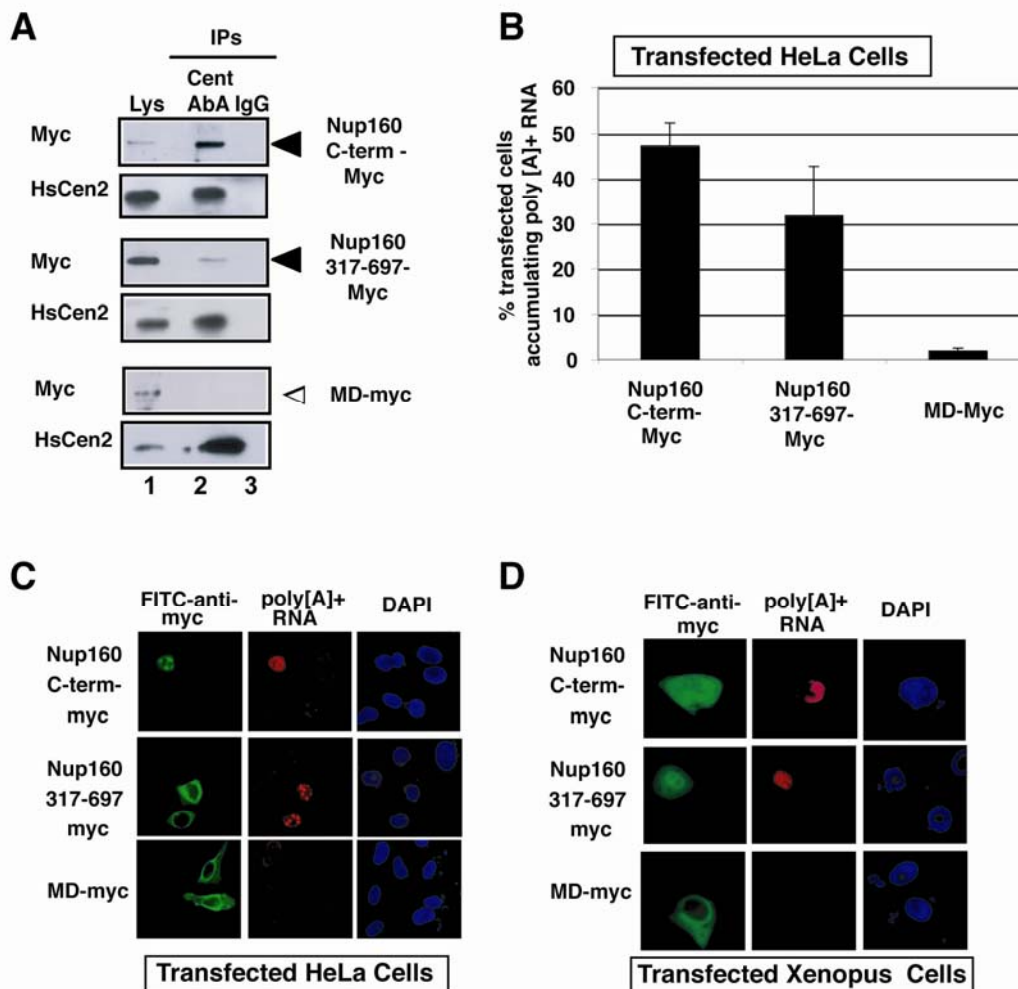 A
IPs
Cent
Lys AbA IgG
Myc
Nup160
C-term -
Myc
HsCen2
Myc
Nup160
317-697-
Myc
HsCen2
Myc
MD-myc
HsCen2
1 2 3
B
Transfected HeLa Cells
% transfected cells
accumulating poly [A]+ RNA
60
50
40
30
20
10
0
Nup160
C-term-
Myc
Nup160
317-697-
Myc
MD-Myc
C
FITC-anti-
myc
poly[A]+
RNA
DAPI
Nup160
C-term-
myc
Nup160
317-697
myc
MD-myc
Transfected HeLa Cells
D
FITC-anti-
myc
poly[A]+
RNA
DAPI
Nup160
C-term-
myc
Nup160
317-697
myc
MD-myc
Transfected Xenopus Cells